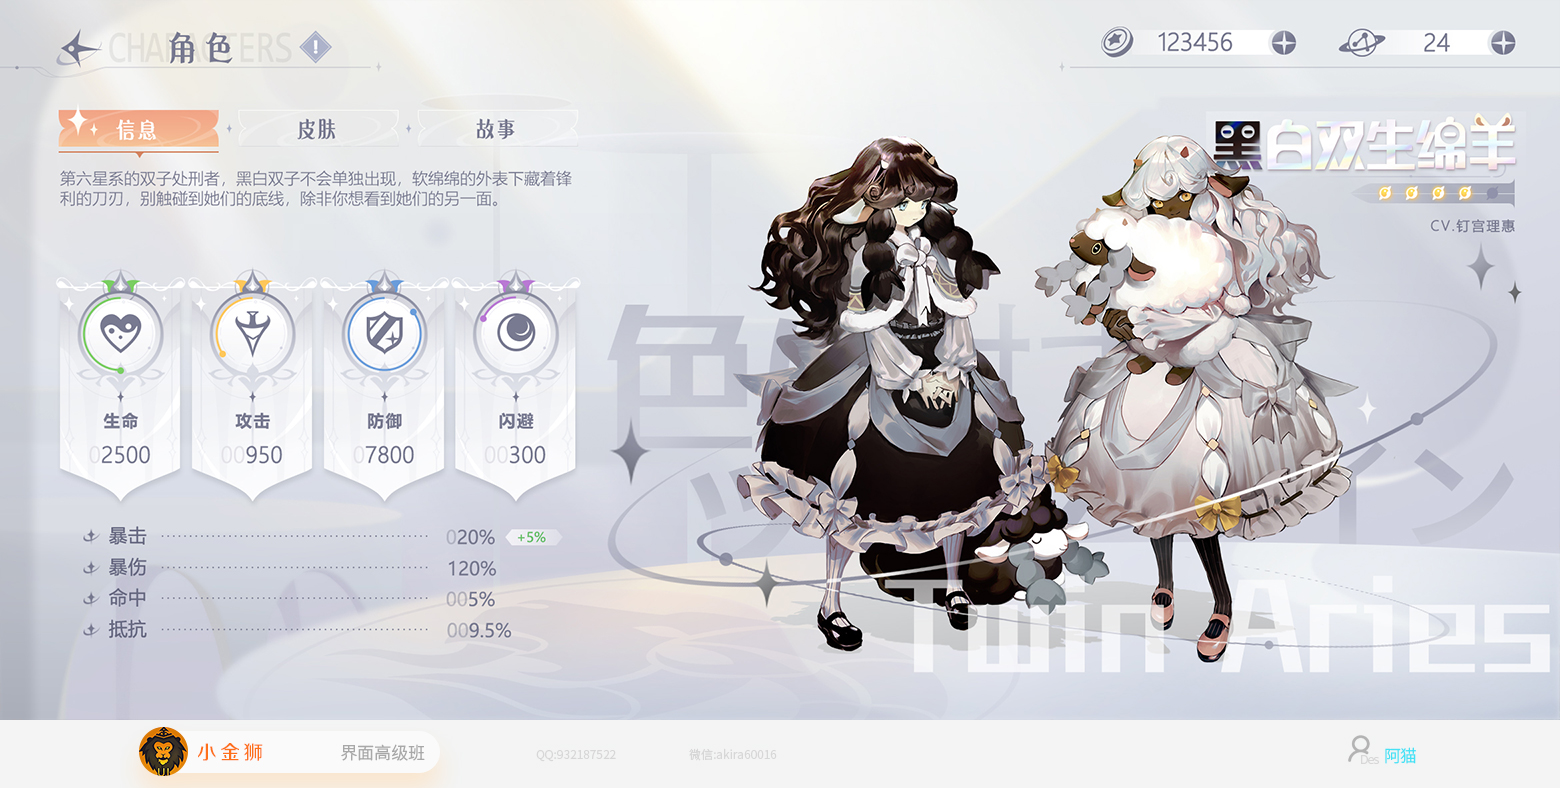 CHARACTERS
角色
!
123456
24
信息
皮肤
故事
黑白双生绵羊
第六星系的双子处刑者，黑白双子不会单独出现，软绵绵的外表下藏着锋
利的刀刃，别触碰到她们的底线，除非你想看到她们的另一面。
CV.钉宫理惠
生命
攻击
防御
闪避
02500
00950
07800
00300
暴击 020% +5%
暴伤 120%
命中 005%
抵抗 009.5%
Twin Aries
小金狮
界面高级班
QQ:932187522
微信:akira60016
Des 阿猫